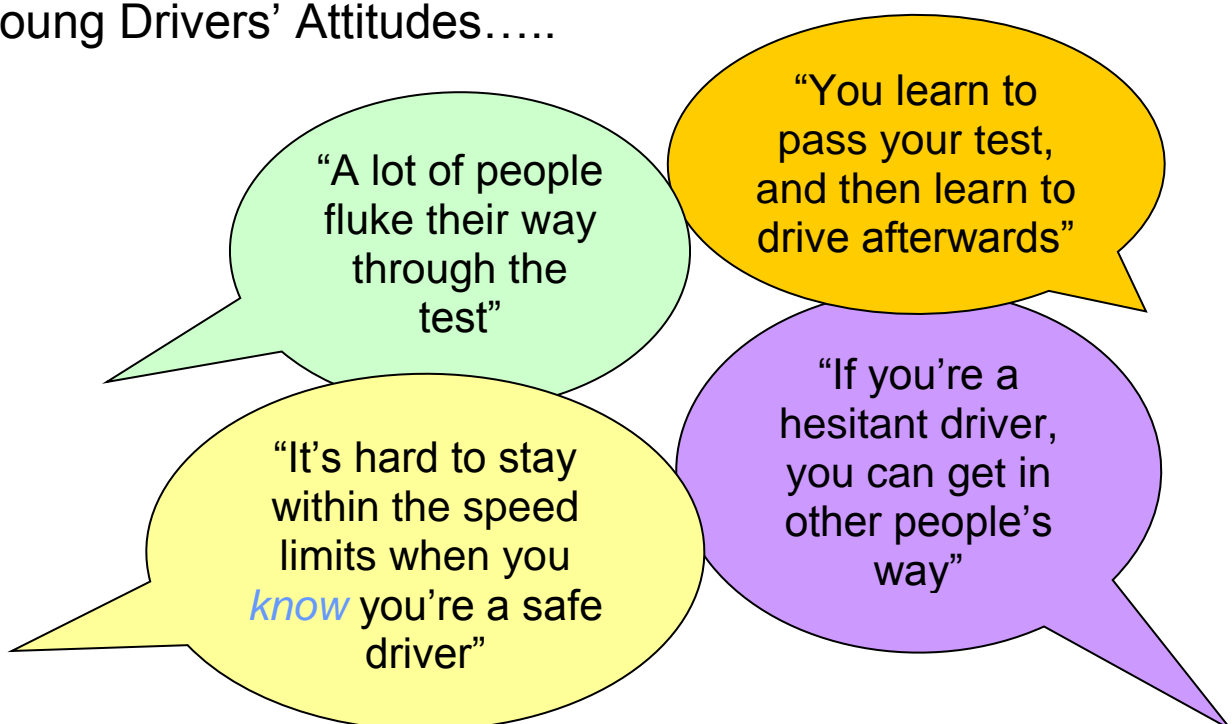 oung Drivers’ Attitudes…..
“A lot of people
fluke their way
through the
test”
“You learn to
pass your test,
and then learn to
drive afterwards”
“It’s hard to stay
within the speed
limits when you
know you’re a safe
driver”
“If you’re a
hesitant driver,
you can get in
other people’s
way”